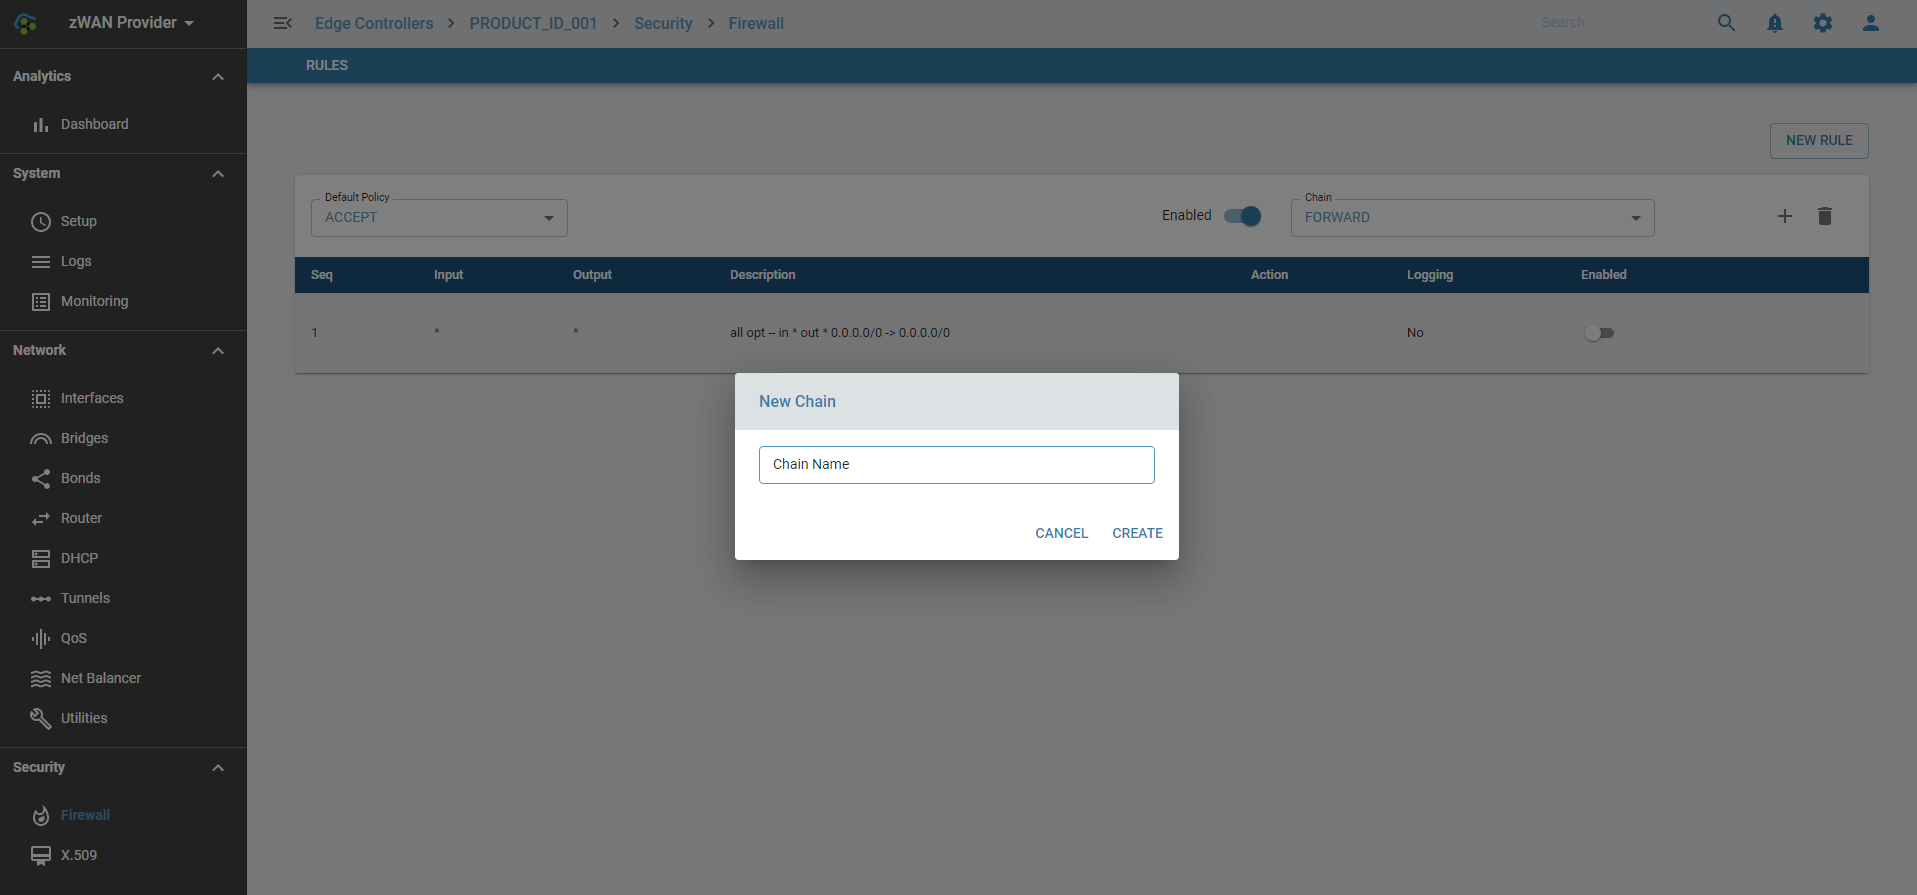 zWAN Provider
Edge Controllers > PRODUCT_ID_001 > Security > Firewall
Search
Analytics
Dashboard
System
Setup
Logs
Monitoring
Network
Interfaces
Bridges
Bonds
Router
DHCP
Tunnels
QoS
Net Balancer
Utilities
Security
Firewall
X.509
RULES
NEW RULE
Default Policy
ACCEPT
Enabled
Chain
FORWARD
Seq Input Output Description Action Logging Enabled
1 * * all opt -- in * out * 0.0.0.0/0 -> 0.0.0.0/0 No
New Chain
Chain Name
CANCEL CREATE